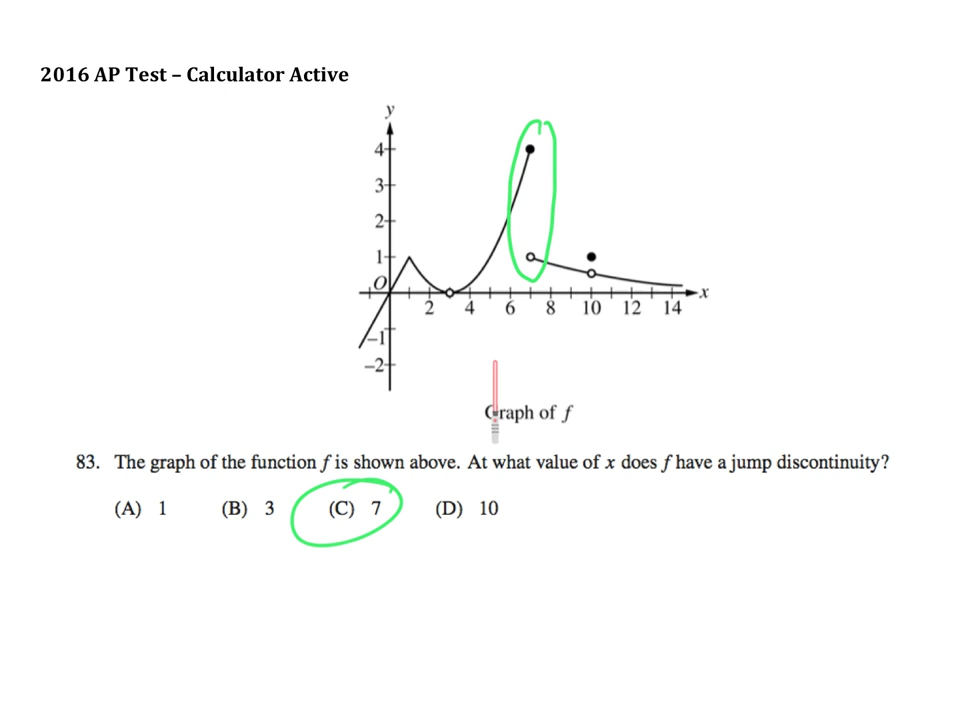 2016 AP Test – Calculator Active
y
4
3
2
1
O
2 4 6 8 10 12 14 x
–1
–2
Graph of f
83. The graph of the function f is shown above. At what value of x does f have a jump discontinuity?
(A) 1 (B) 3 (C) 7 (D) 10